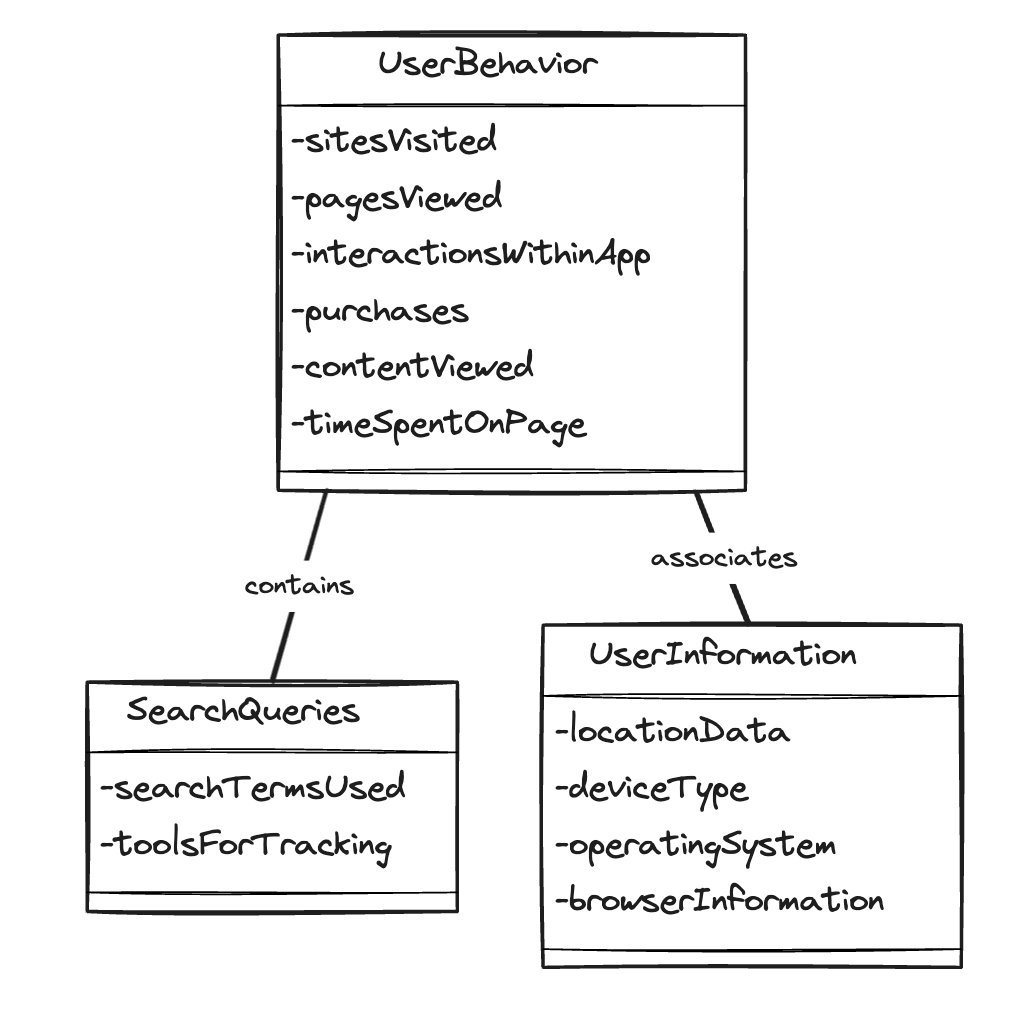 UserBehavior
-sitesVisited
-pagesViewed
-interactionsWithinApp
-purchases
-contentViewed
-timeSpentOnPage
associates
contains
UserInformation
-locationData
-deviceType
-operatingSystem
-browserInformation
SearchQueries
-searchTermsUsed
-toolsForTracking